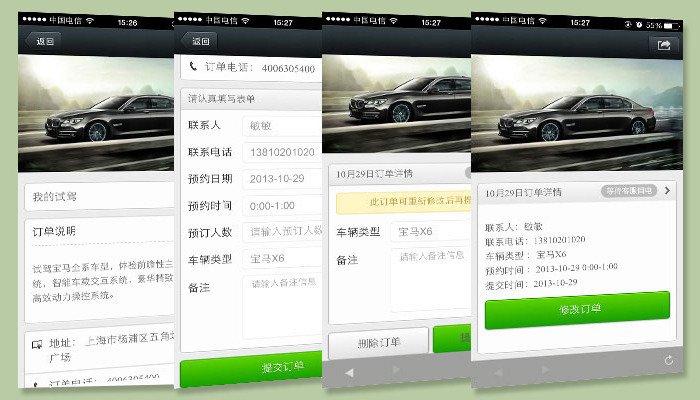 中国电信
15:26
返回
我的试驾
订单说明
试驾宝马全系车型，体验前瞻性
统，智能车载交互系统，豪华精致
高效动力操控系统。
地址： 上海市杨浦区五角场
广场
订单电话： 4006305400
中国电信
15:27
返回
订单电话： 4006305400
请认真填写表单
联系人 敏敏
联系电话 13810201020
预约日期 2013-10-29
预约时间 0:00-1:00
预订人数 请输入预订人数
车辆类型 宝马X6
备注 请输入备注信息
提交订单
中国电信
15:27
10月29日订单详情
此订单可重新修改后再提
车辆类型 宝马X6
备注 请输入备注信息
删除订单
中国电信
15:27
55%
10月29日订单详情 等待客服回电
联系人：敏敏
联系电话：13810201020
车辆类型 ：宝马X6
预约时间 ：2013-10-29 0:00-1:00
提交时间：2013-10-29
修改订单